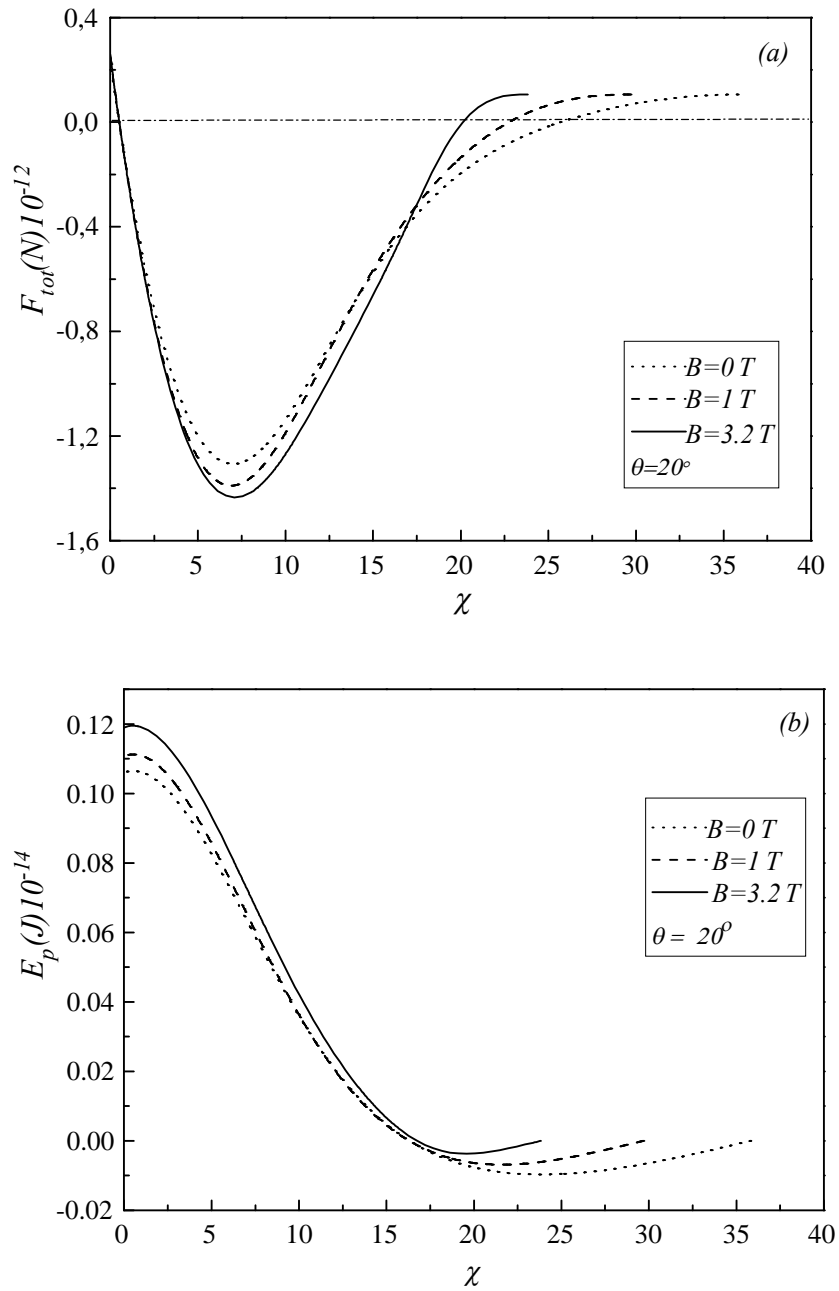 0,4
(a)
0,0
-0,4
-0,8
-1,2
-1,6
F_tot(N)10^-12
B=0 T
B=1 T
B=3.2 T
θ=20°
0 5 10 15 20 25 30 35 40
χ
0.12
(b)
0.10
0.08
0.06
0.04
0.02
0.00
-0.02
E_p(J)10^-14
B=0 T
B=1 T
B=3.2 T
θ = 20^o
0 5 10 15 20 25 30 35 40
χ